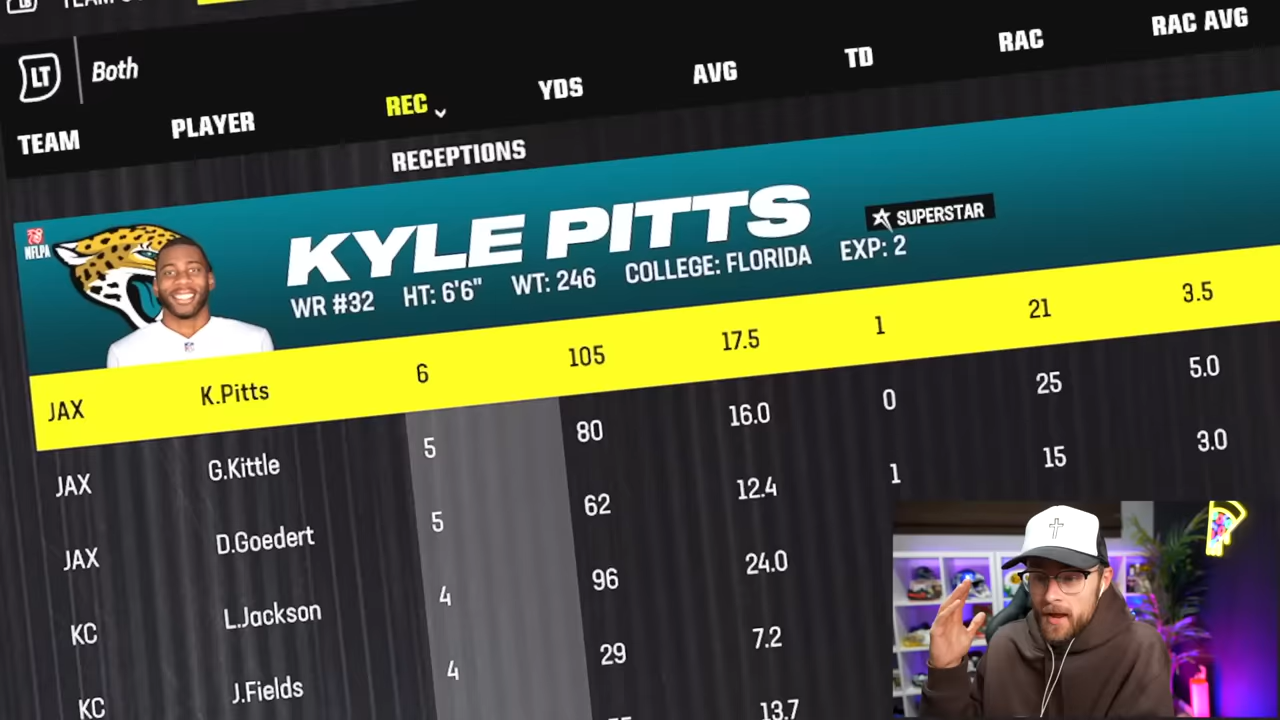 LT Both
TEAM PLAYER REC YDS AVG TD RAC RAC AVG
RECEPTIONS
NFLPA
KYLE PITTS SUPERSTAR
WR #32 HT: 6'6" WT: 246 COLLEGE: FLORIDA EXP: 2
JAX K.Pitts 6 105 17.5 1 21 3.5
JAX G.Kittle 5 80 16.0 0 25 5.0
JAX D.Goedert 5 62 12.4 1 15 3.0
KC L.Jackson 4 96 24.0
KC J.Fields 4 29 7.2
13.7